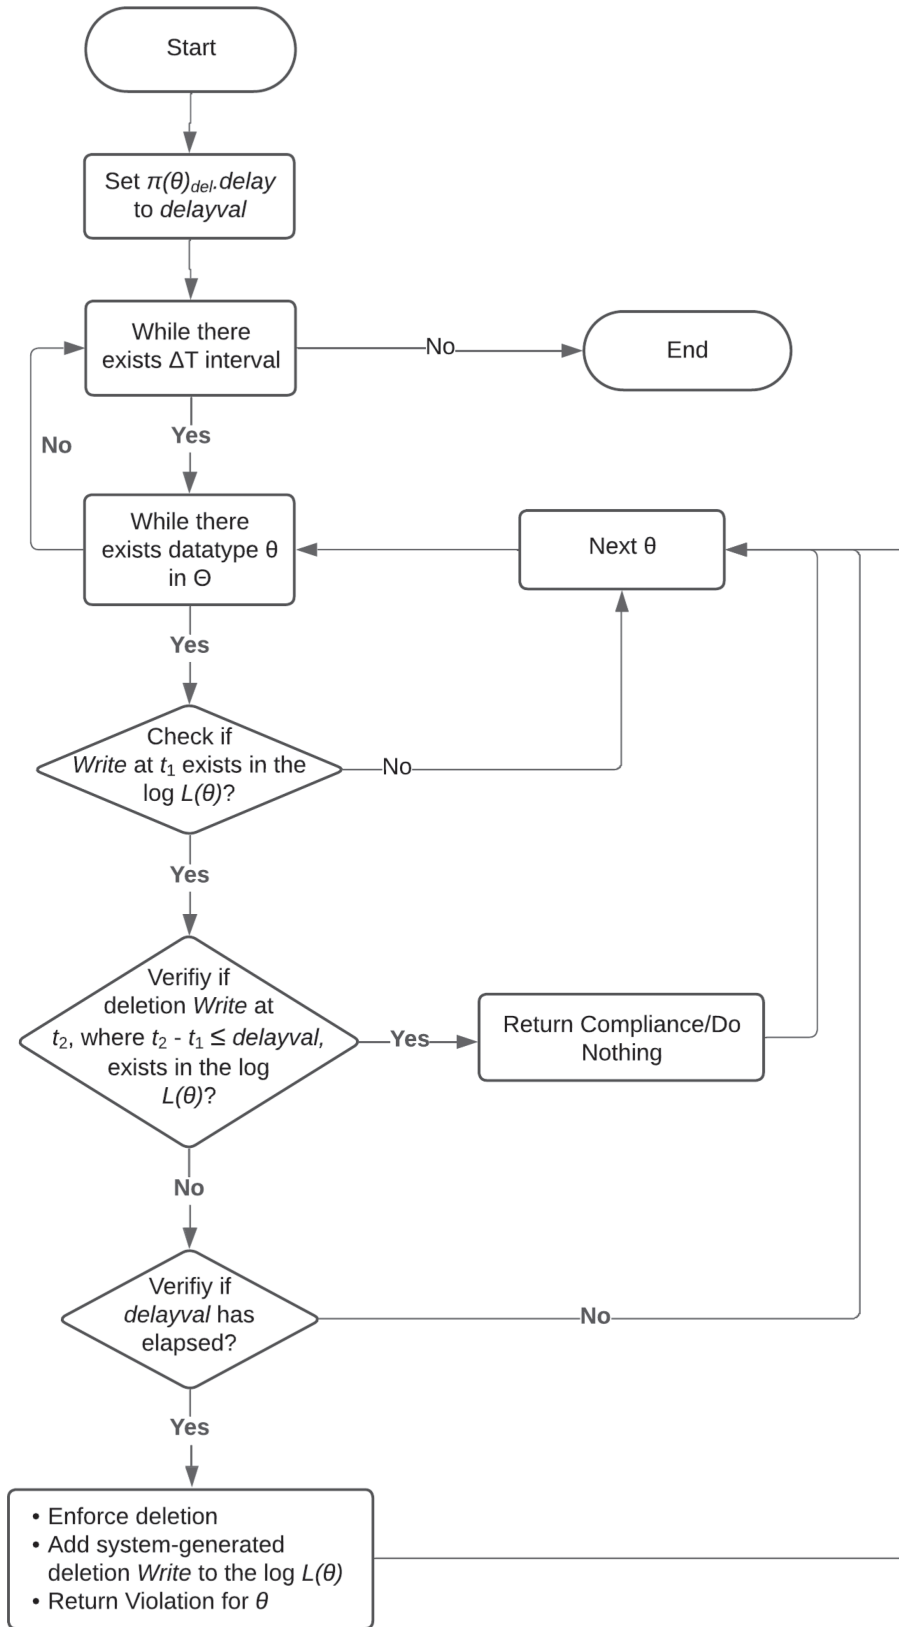 Start
Set π(θ)del.delay
to delayval
While there
exists ΔT interval
No
End
Yes
No
While there
exists datatype θ
in Θ
Next θ
Yes
Check if
Write at t1 exists in the
log L(θ)?
No
Yes
Verifiy if
deletion Write at
t2, where t2 - t1 ≤ delayval,
exists in the log
L(θ)?
Yes
Return Compliance/Do
Nothing
No
Verifiy if
delayval has
elapsed?
No
Yes
• Enforce deletion
• Add system-generated
deletion Write to the log L(θ)
• Return Violation for θ